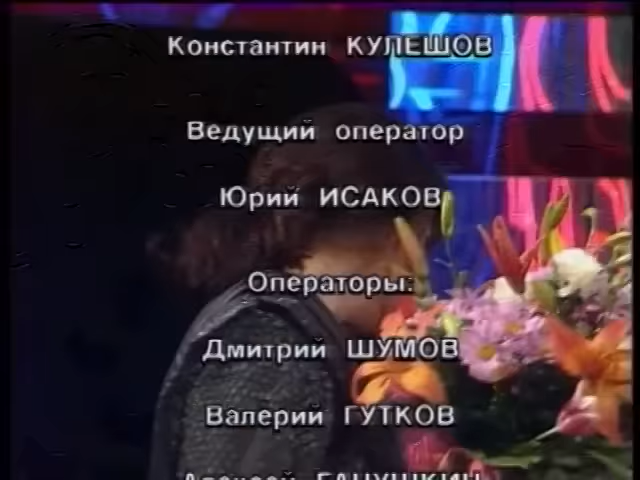 Константин КУЛЕШОВ
Ведущий оператор
Юрий ИСАКОВ
Операторы:
Дмитрий ШУМОВ
Валерий ГУТКОВ